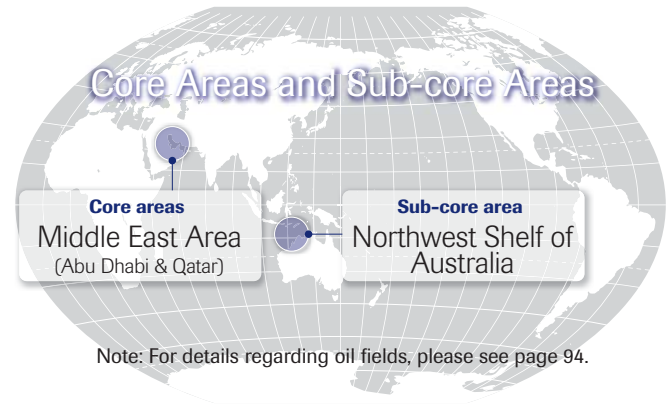 Core Areas and Sub-core Areas
Core areas
Middle East Area
(Abu Dhabi & Qatar)
Sub-core area
Northwest Shelf of
Australia
Note: For details regarding oil fields, please see page 94.